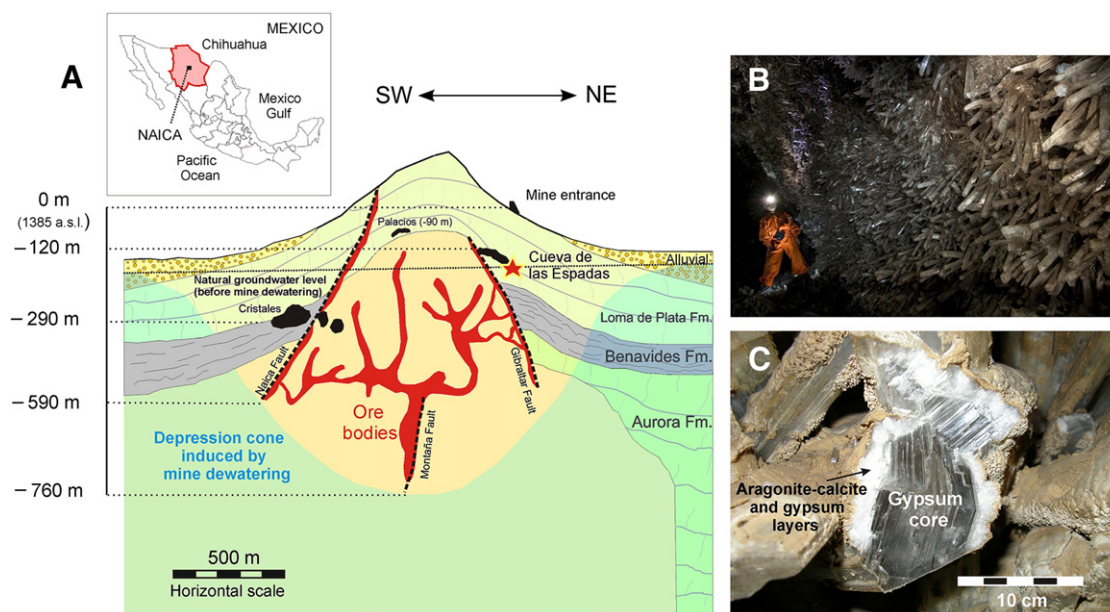 A
MEXICO
Chihuahua
NAICA
Mexico
Gulf
Pacific
Ocean
SW
NE
0 m
(1385 a.s.l.)
−120 m
−290 m
−590 m
−760 m
Mine entrance
Palacios (-90 m)
Cueva de
las Espadas
Alluvial
Natural groundwater level
(before mine dewatering)
Cristales
Loma de Plata Fm.
Benavides Fm.
Aurora Fm.
Naica Fault
Gibraltar Fault
Montaña Fault
Ore
bodies
Depression cone
induced by
mine dewatering
500 m
Horizontal scale
B
C
Aragonite-calcite
and gypsum
layers
Gypsum
core
10 cm